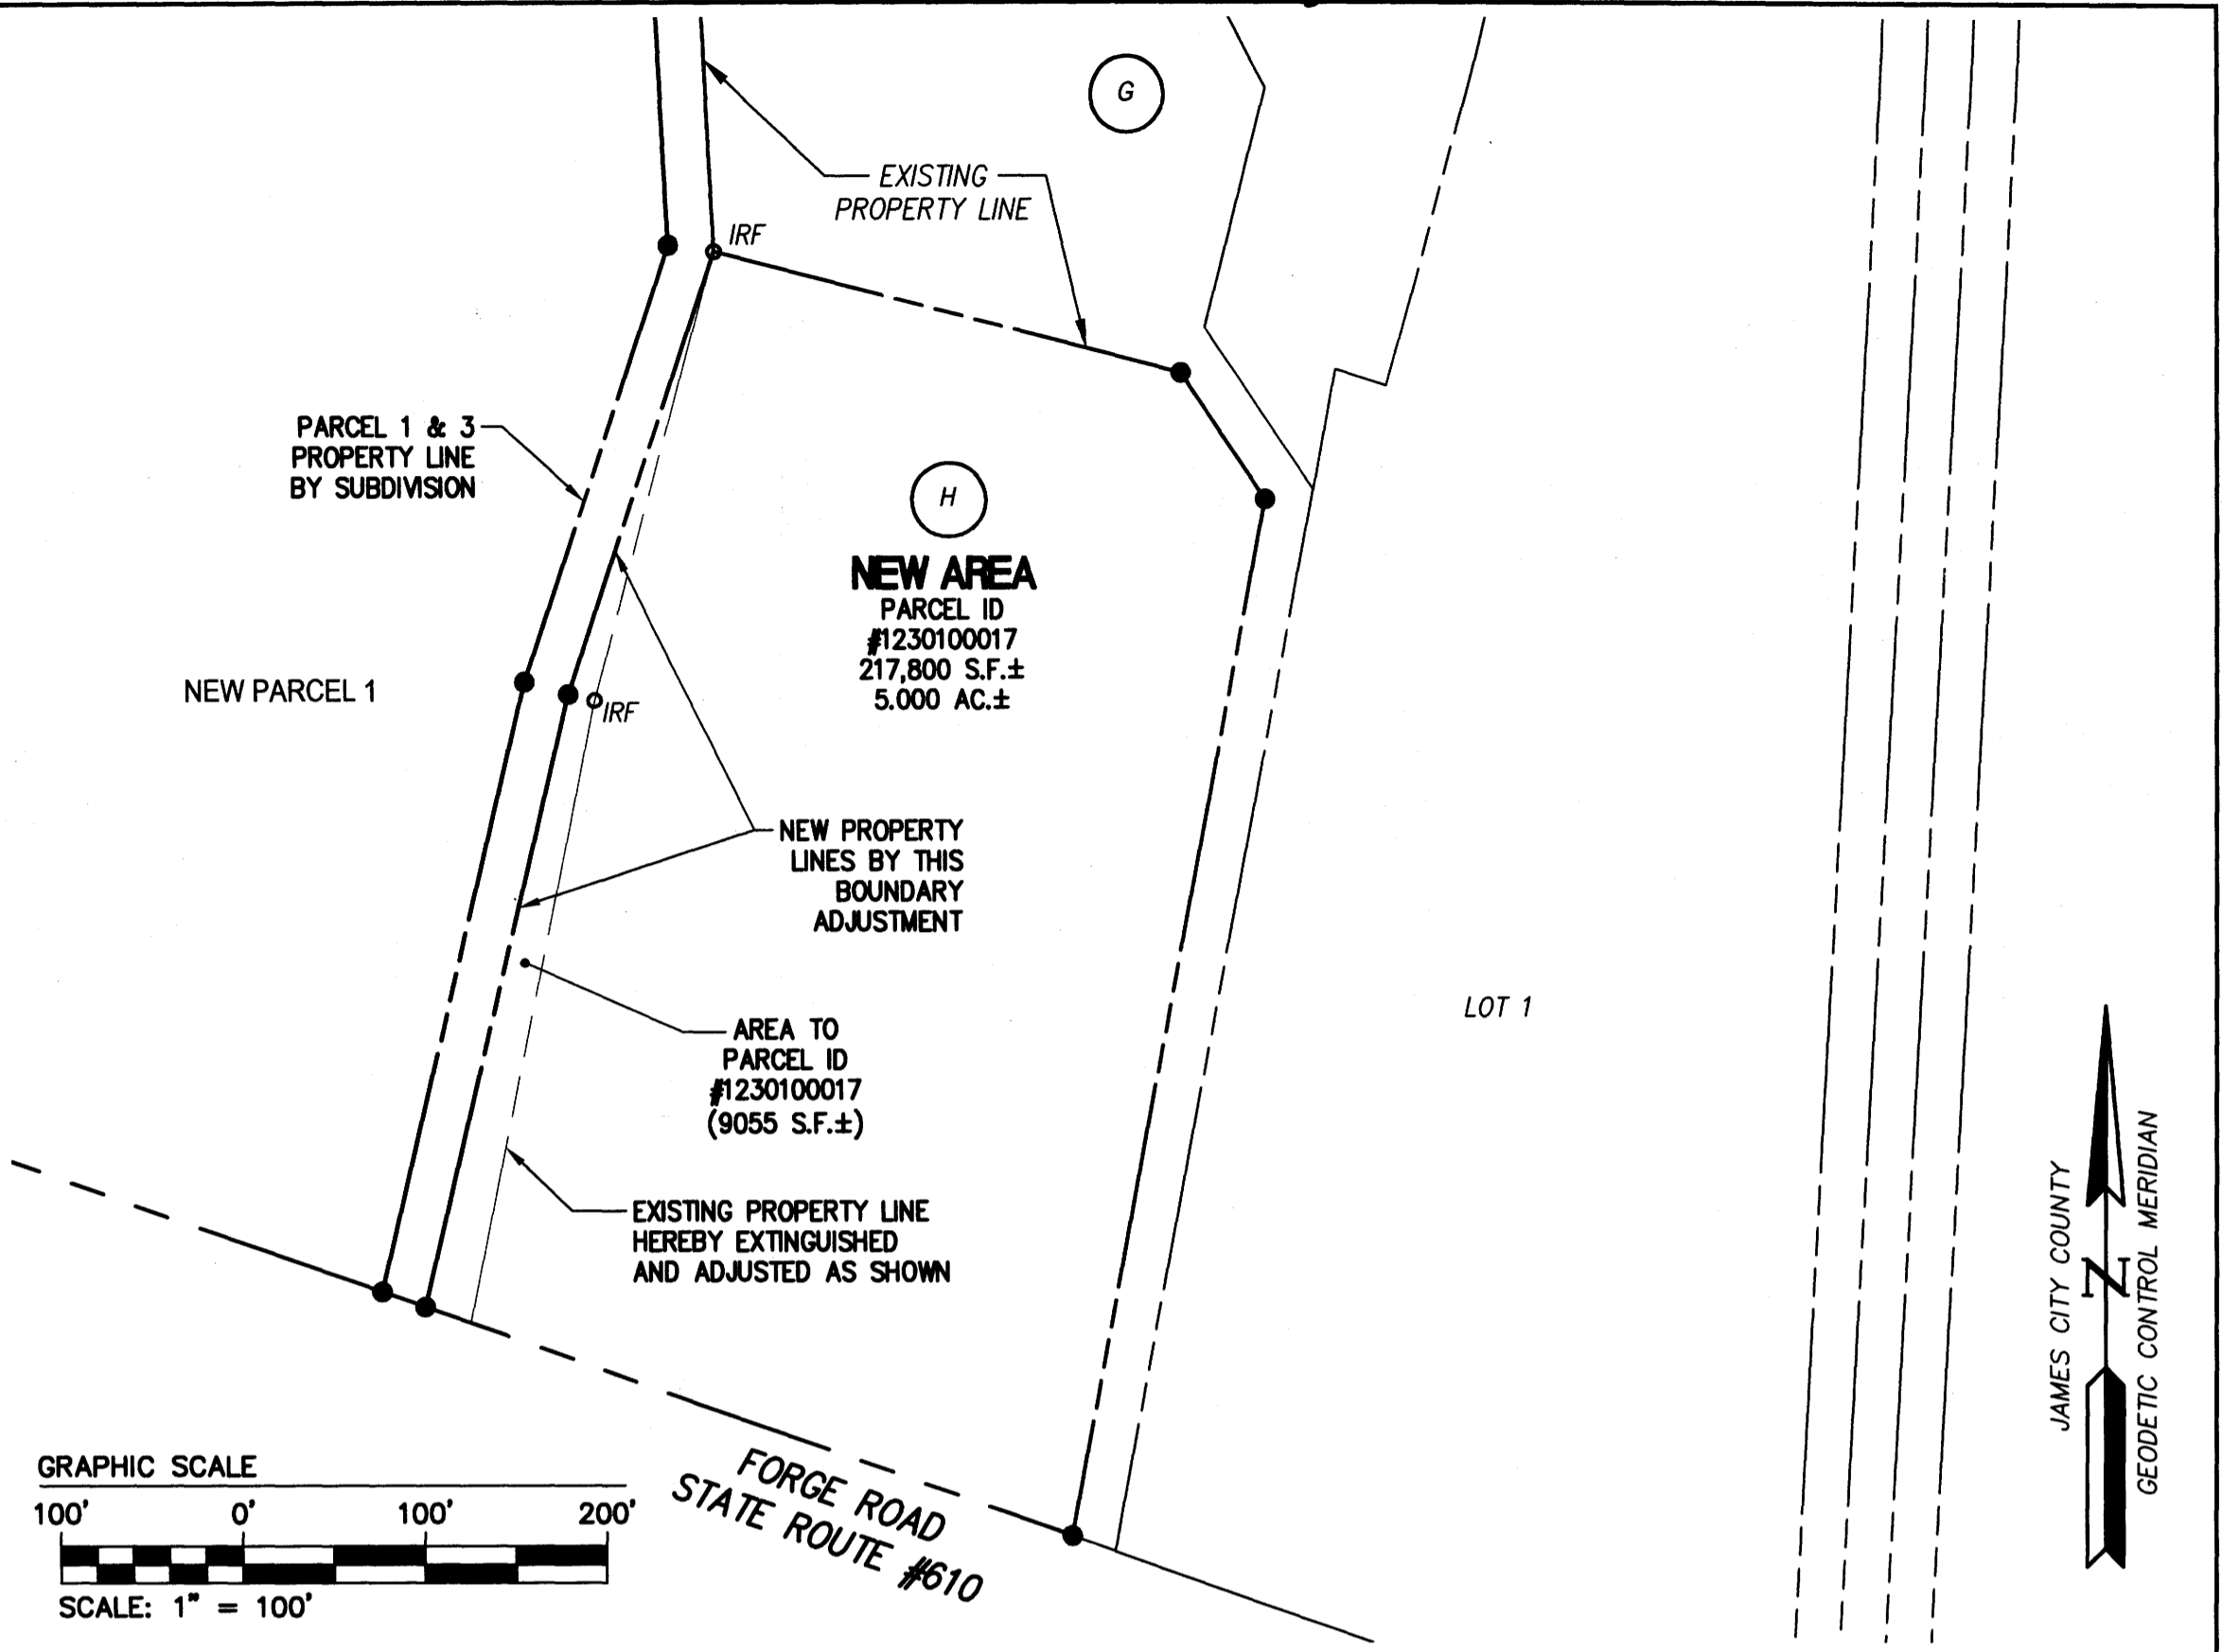 G
EXISTING
PROPERTY LINE
IRF
PARCEL 1 & 3
PROPERTY LINE
BY SUBDIVISION
H
NEW AREA
PARCEL ID
#1230100017
217,800 S.F.±
5.000 AC.±
NEW PARCEL 1
IRF
NEW PROPERTY
LINES BY THIS
BOUNDARY
ADJUSTMENT
LOT 1
AREA TO
PARCEL ID
#1230100017
(9055 S.F.±)
EXISTING PROPERTY LINE
HEREBY EXTINGUISHED
AND ADJUSTED AS SHOWN
JAMES CITY COUNTY
N
GEODETIC CONTROL MERIDIAN
FORGE ROAD
STATE ROUTE #610
GRAPHIC SCALE
100' 0' 100' 200'
SCALE: 1" = 100'